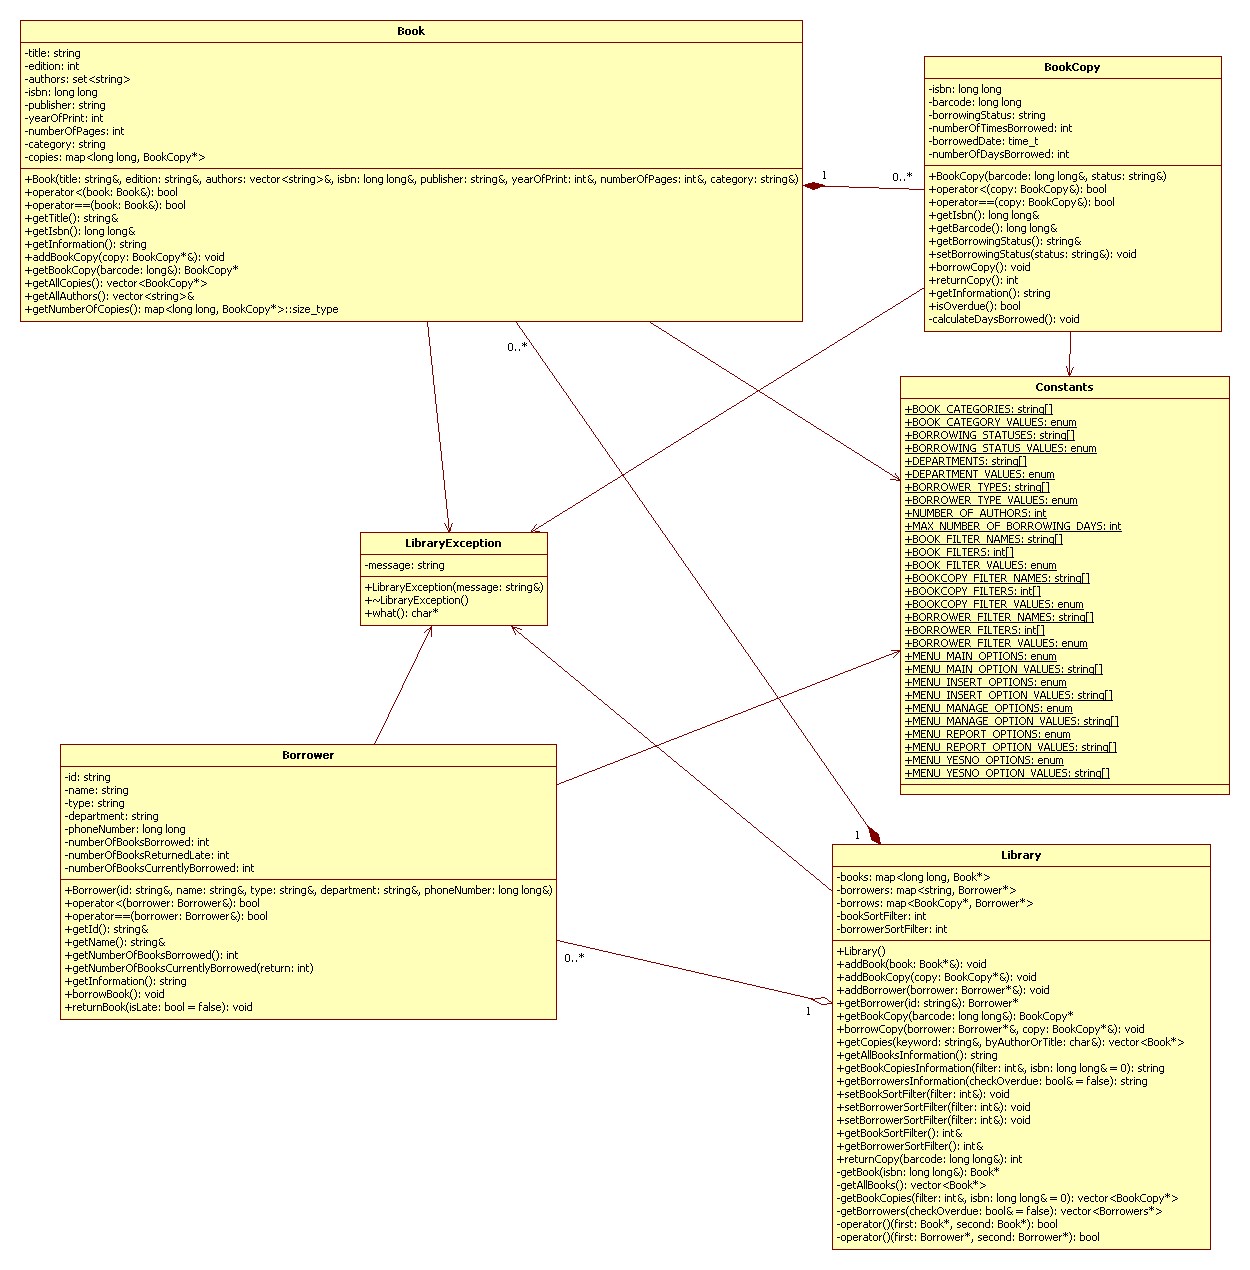 Book
-title: string
-edition: int
-authors: set<string>
-isbn: long long
-publisher: string
-yearOfPrint: int
-numberOfPages: int
-category: string
-copies: map<long long, BookCopy*>
+Book(title: string&, edition: string&, authors: vector<string>&, isbn: long long&, publisher: string&, yearOfPrint: int&, numberOfPages: int&, category: string&)
+operator<(book: Book&): bool
+operator==(book: Book&): bool
+getTitle(): string&
+getIsbn(): long long&
+getInformation(): string
+addBookCopy(copy: BookCopy*&): void
+getBookCopy(barcode: long&): BookCopy*
+getAllCopies(): vector<BookCopy*>
+getAllAuthors(): vector<string>&
+getNumberOfCopies(): map<long long, BookCopy*>::size_type
1
0..*
BookCopy
-isbn: long long
-barcode: long long
-borrowingStatus: string
-numberOfTimesBorrowed: int
-borrowedDate: time_t
-numberOfDaysBorrowed: int
+BookCopy(barcode: long long&, status: string&)
+operator<(copy: BookCopy&): bool
+operator==(copy: BookCopy&): bool
+getIsbn(): long long&
+getBarcode(): long long&
+getBorrowingStatus(): string&
+setBorrowingStatus(status: string&): void
+borrowCopy(): void
+returnCopy(): int
+getInformation(): string
+isOverdue(): bool
-calculateDaysBorrowed(): void
0..*
Constants
+BOOK_CATEGORIES: string[]
+BOOK_CATEGORY_VALUES: enum
+BORROWING_STATUSES: string[]
+BORROWING_STATUS_VALUES: enum
+DEPARTMENTS: string[]
+DEPARTMENT_VALUES: enum
+BORROWER_TYPES: string[]
+BORROWER_TYPE_VALUES: enum
+NUMBER_OF_AUTHORS: int
+MAX_NUMBER_OF_BORROWING_DAYS: int
+BOOK_FILTER_NAMES: string[]
+BOOK_FILTERS: int[]
+BOOK_FILTER_VALUES: enum
+BOOKCOPY_FILTER_NAMES: string[]
+BOOKCOPY_FILTERS: int[]
+BOOKCOPY_FILTER_VALUES: enum
+BORROWER_FILTER_NAMES: string[]
+BORROWER_FILTERS: int[]
+BORROWER_FILTER_VALUES: enum
+MENU_MAIN_OPTIONS: enum
+MENU_MAIN_OPTION_VALUES: string[]
+MENU_INSERT_OPTIONS: enum
+MENU_INSERT_OPTION_VALUES: string[]
+MENU_MANAGE_OPTIONS: enum
+MENU_MANAGE_OPTION_VALUES: string[]
+MENU_REPORT_OPTIONS: enum
+MENU_REPORT_OPTION_VALUES: string[]
+MENU_YESNO_OPTIONS: enum
+MENU_YESNO_OPTION_VALUES: string[]
LibraryException
-message: string
+LibraryException(message: string&)
+~LibraryException()
+what(): char*
Borrower
-id: string
-name: string
-type: string
-department: string
-phoneNumber: long long
-numberOfBooksBorrowed: int
-numberOfBooksReturnedLate: int
-numberOfBooksCurrentlyBorrowed: int
+Borrower(id: string&, name: string&, type: string&, department: string&, phoneNumber: long long&)
+operator<(borrower: Borrower&): bool
+operator==(borrower: Borrower&): bool
+getId(): string&
+getName(): string&
+getNumberOfBooksBorrowed(): int
+getNumberOfBooksCurrentlyBorrowed(return: int)
+getInformation(): string
+borrowBook(): void
+returnBook(isLate: bool = false): void
0..*
1
1
Library
-books: map<long long, Book*>
-borrowers: map<string, Borrower*>
-borrows: map<BookCopy*, Borrower*>
-bookSortFilter: int
-borrowerSortFilter: int
+Library()
+addBook(book: Book*&): void
+addBookCopy(copy: BookCopy*&): void
+addBorrower(borrower: Borrower*&): void
+getBorrower(id: string&): Borrower*
+getBookCopy(barcode: long long&): BookCopy*
+borrowCopy(borrower: Borrower*&, copy: BookCopy*&): void
+getCopies(keyword: string&, byAuthorOrTitle: char&): vector<Book*>
+getAllBooksInformation(): string
+getBookCopiesInformation(filter: int&, isbn: long long& = 0): string
+getBorrowersInformation(checkOverdue: bool& = false): string
+setBookSortFilter(filter: int&): void
+setBorrowerSortFilter(filter: int&): void
+setBorrowerSortFilter(filter: int&): void
+getBookSortFilter(): int&
+getBorrowerSortFilter(): int&
+returnCopy(barcode: long long&): int
-getBook(isbn: long long&): Book*
-getAllBooks(): vector<Book*>
-getBookCopies(filter: int&, isbn: long long& = 0): vector<BookCopy*>
-getBorrowers(checkOverdue: bool& = false): vector<Borrowers*>
-operator()(first: Book*, second: Book*): bool
-operator()(first: Borrower*, second: Borrower*): bool